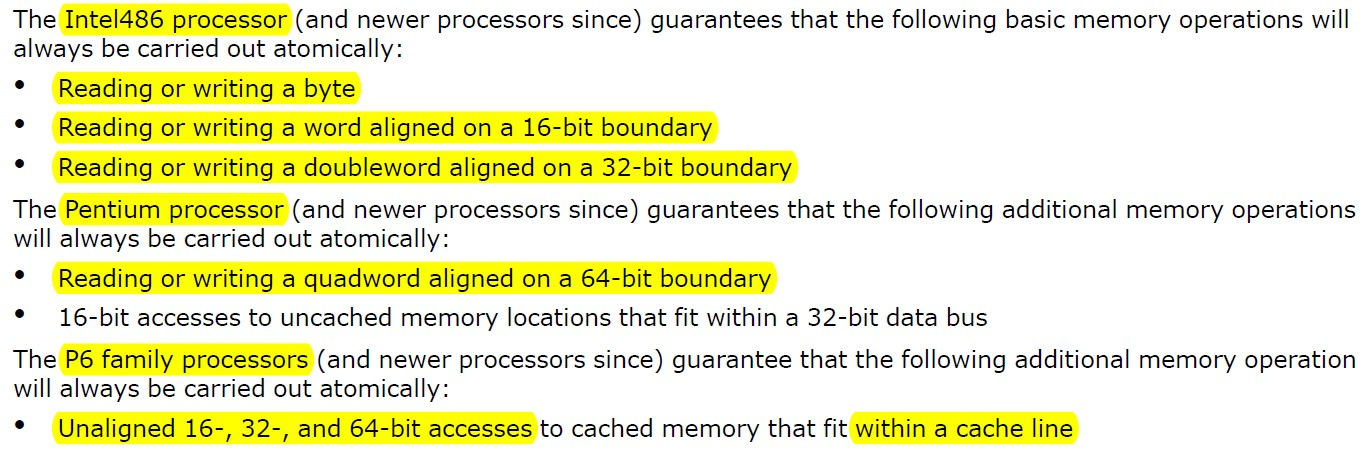 The Intel486 processor (and newer processors since) guarantees that the following basic memory operations will
always be carried out atomically:
• Reading or writing a byte
• Reading or writing a word aligned on a 16-bit boundary
• Reading or writing a doubleword aligned on a 32-bit boundary
The Pentium processor (and newer processors since) guarantees that the following additional memory operations
will always be carried out atomically:
• Reading or writing a quadword aligned on a 64-bit boundary
• 16-bit accesses to uncached memory locations that fit within a 32-bit data bus
The P6 family processors (and newer processors since) guarantee that the following additional memory operation
will always be carried out atomically:
• Unaligned 16-, 32-, and 64-bit accesses to cached memory that fit within a cache line